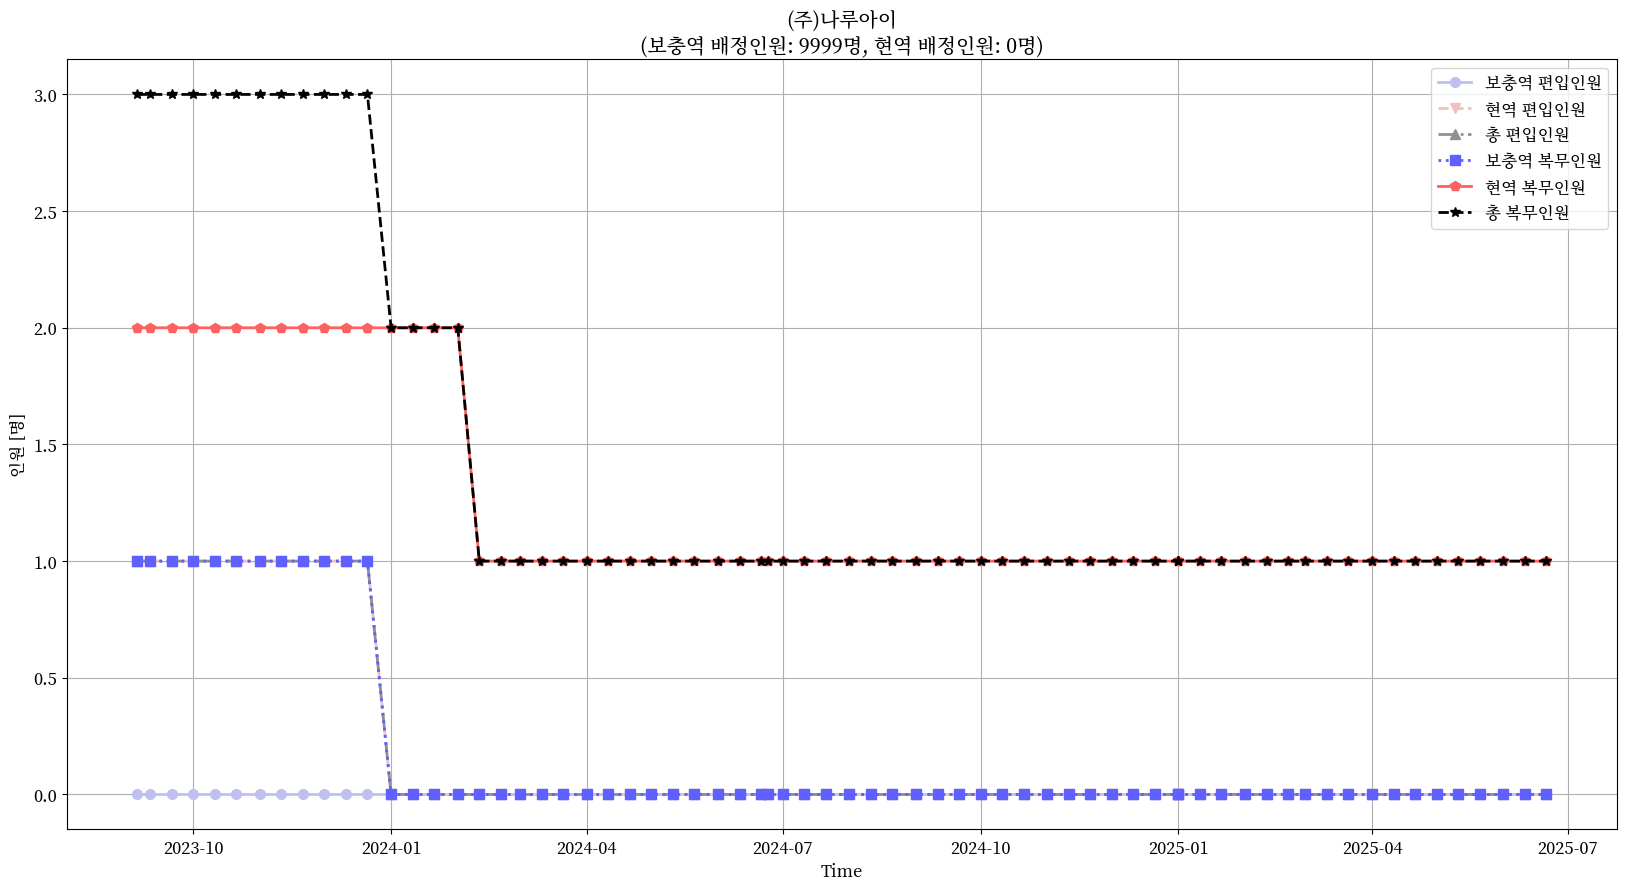 (주)나루아이
(보충역 배정인원: 9999명, 현역 배정인원: 0명)
보충역 편입인원
현역 편입인원
총 편입인원
보충역 복무인원
현역 복무인원
총 복무인원
인원 [명]
3.0
2.5
2.0
1.5
1.0
0.5
0.0
2023-10 2024-01 2024-04 2024-07 2024-10 2025-01 2025-04 2025-07
Time